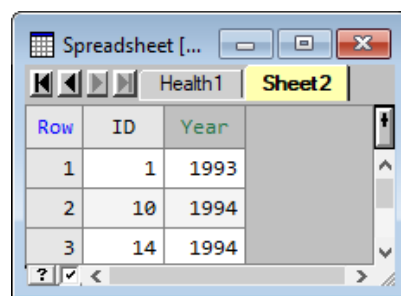 Spreadsheet [...
Health1 Sheet2
Row ID Year
1 1 1993
2 10 1994
3 14 1994
?